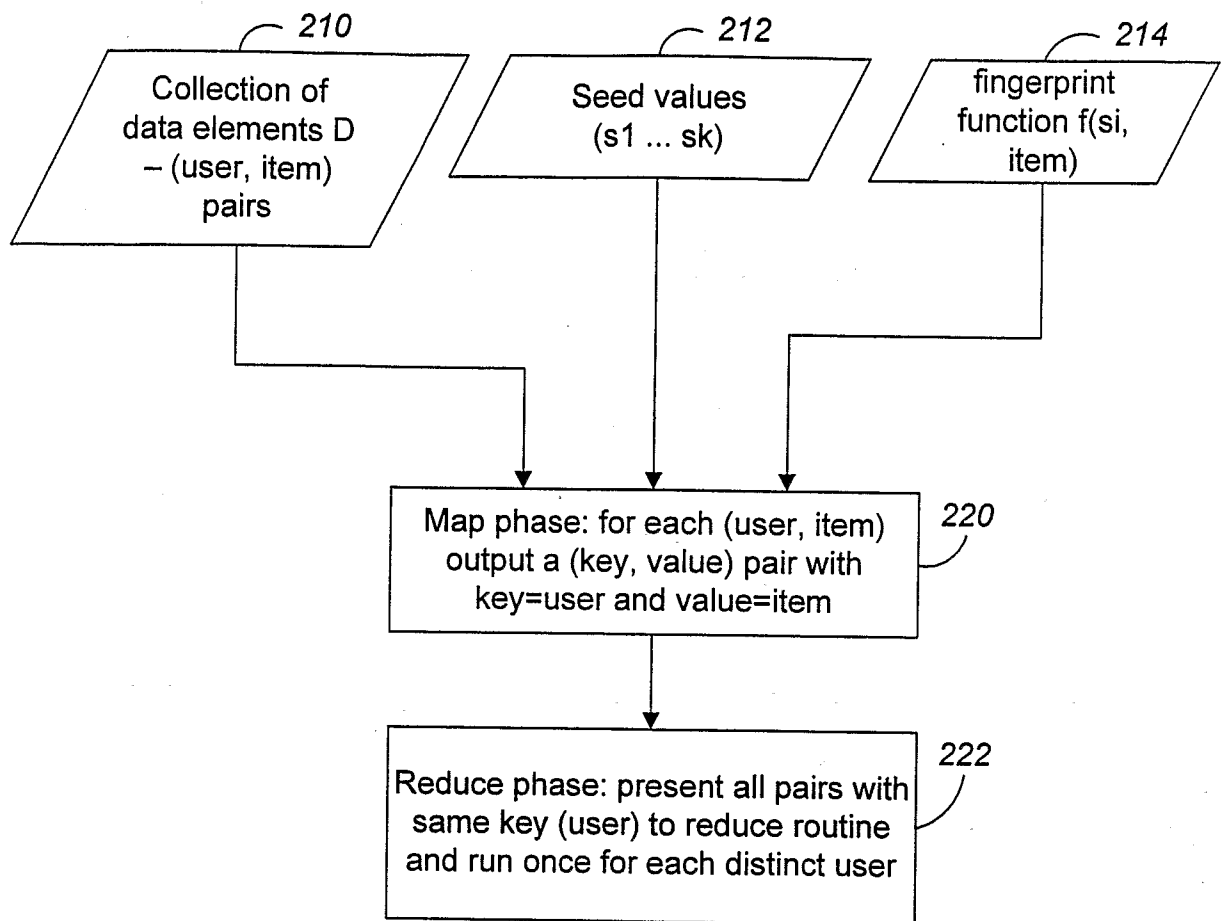 210
Collection of
data elements D
– (user, item)
pairs
212
Seed values
(s1 ... sk)
214
fingerprint
function f(si,
item)
Map phase: for each (user, item)
output a (key, value) pair with
key=user and value=item
220
Reduce phase: present all pairs with
same key (user) to reduce routine
and run once for each distinct user
222